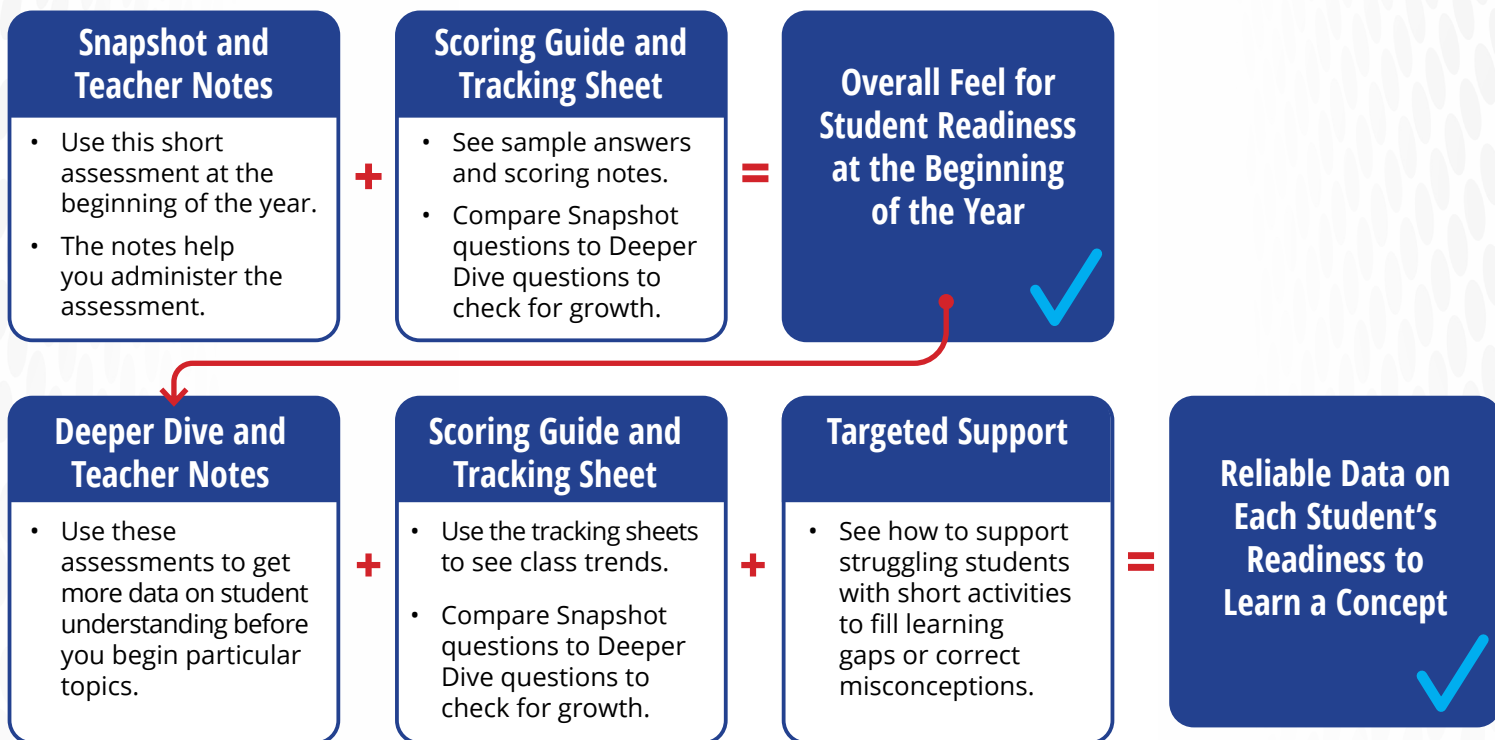 Snapshot and
Teacher Notes
• Use this short
assessment at the
beginning of the year.
• The notes help
you administer the
assessment.
+
Scoring Guide and
Tracking Sheet
• See sample answers
and scoring notes.
• Compare Snapshot
questions to Deeper
Dive questions to
check for growth.
=
Overall Feel for
Student Readiness
at the Beginning
of the Year
Deeper Dive and
Teacher Notes
• Use these
assessments to get
more data on student
understanding before
you begin particular
topics.
+
Scoring Guide and
Tracking Sheet
• Use the tracking sheets
to see class trends.
• Compare Snapshot
questions to Deeper
Dive questions to
check for growth.
+
Targeted Support
• See how to support
struggling students
with short activities
to fill learning
gaps or correct
misconceptions.
=
Reliable Data on
Each Student’s
Readiness to
Learn a Concept